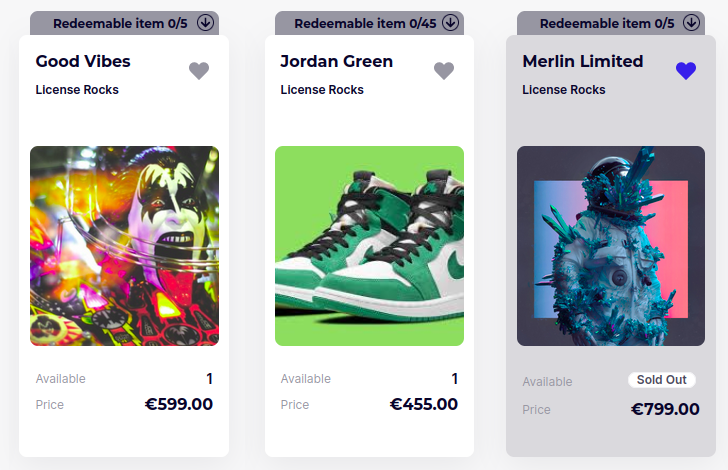 Redeemable item 0/5
Good Vibes
License Rocks
Available 1
Price €599.00
Redeemable item 0/45
Jordan Green
License Rocks
Available 1
Price €455.00
Redeemable item 0/5
Merlin Limited
License Rocks
Available Sold Out
Price €799.00